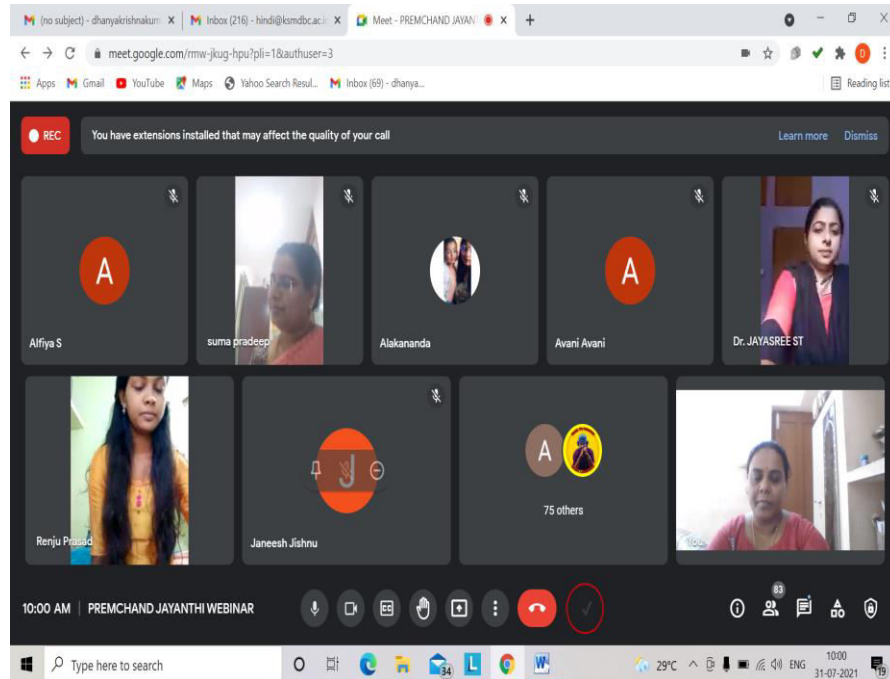 (no subject) - dhanyakrishnakum
Inbox (216) - hindi@ksmdbc.ac.i
Meet - PREMCHAND JAYAN
meet.google.com/rmw-jkug-hpu?pli=1&authuser=3
D
Apps
Gmail
YouTube
Maps
Yahoo Search Resul...
Inbox (69) - dhanya...
Reading list
REC
You have extensions installed that may affect the quality of your call
Learn more
Dismiss
A
Alfiya S
suma pradeep
Alakananda
A
Avani Avani
Dr. JAYASREE ST
Renju Prasad
J
Janeesh Jishnu
A
75 others
You
10:00 AM | PREMCHAND JAYANTHI WEBINAR
83
Type here to search
34
L
W
29°C
ENG
10:00
31-07-2021
19